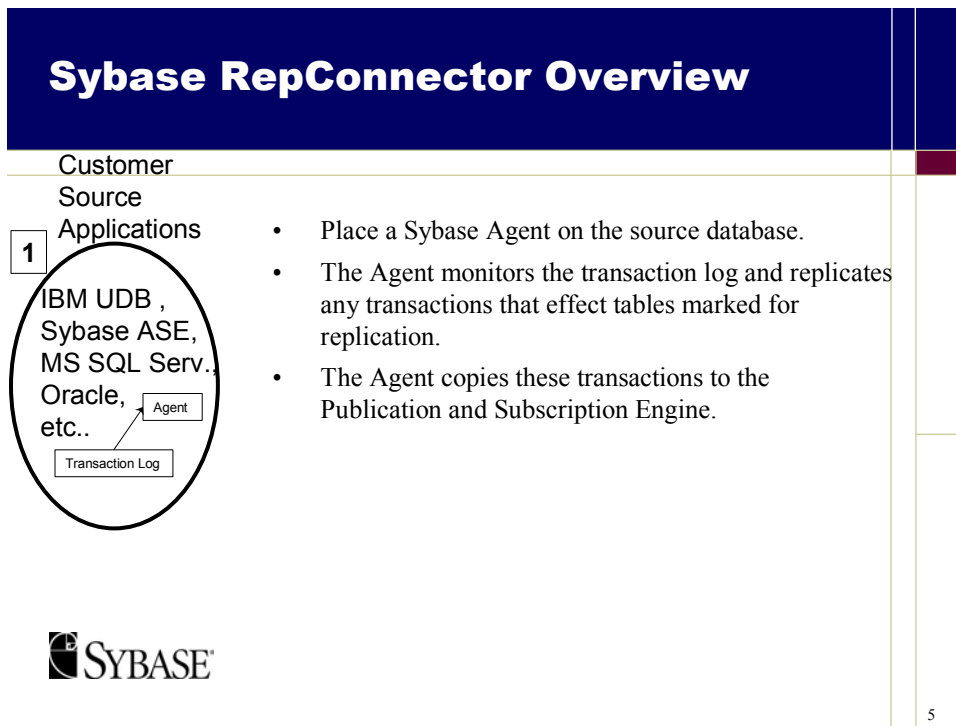 Sybase RepConnector Overview
Customer
Source
Applications
1
IBM UDB ,
Sybase ASE,
MS SQL Serv.,
Oracle,
etc..
Agent
Transaction Log
• Place a Sybase Agent on the source database.
• The Agent monitors the transaction log and replicates
any transactions that effect tables marked for
replication.
• The Agent copies these transactions to the
Publication and Subscription Engine.
SYBASE
5